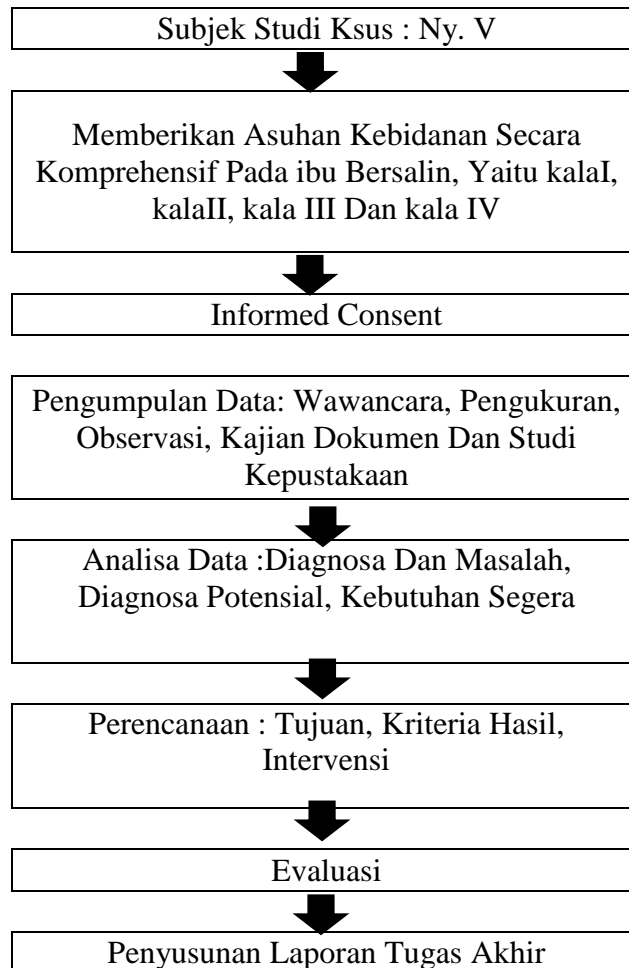 Subjek Studi Ksus : Ny. V
Memberikan Asuhan Kebidanan Secara
Komprehensif Pada ibu Bersalin, Yaitu kalaI,
kalaII, kala III Dan kala IV
Informed Consent
Pengumpulan Data: Wawancara, Pengukuran,
Observasi, Kajian Dokumen Dan Studi
Kepustakaan
Analisa Data :Diagnosa Dan Masalah,
Diagnosa Potensial, Kebutuhan Segera
Perencanaan : Tujuan, Kriteria Hasil,
Intervensi
Evaluasi
Penyusunan Laporan Tugas Akhir